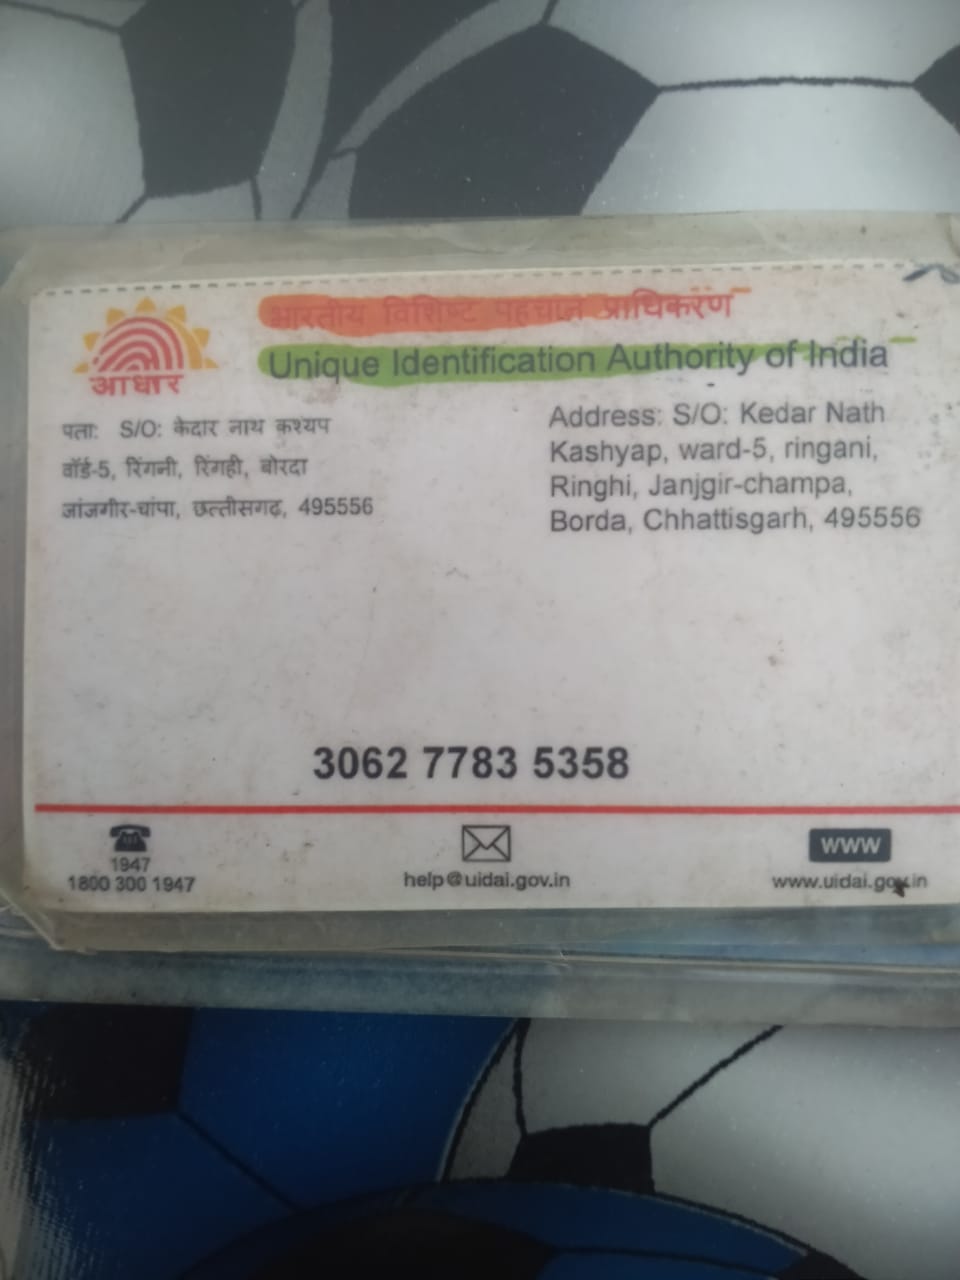 भारतीय विशिष्ट पहचान प्राधिकरण
Unique Identification Authority of India
आधार
पता: S/O: केदार नाथ कश्यप
वॉर्ड-5, रिंगनी, रिंगही, बोरदा
जांजगीर-चांपा, छत्तीसगढ़, 495556
Address: S/O: Kedar Nath
Kashyap, ward-5, ringani,
Ringhi, Janjgir-champa,
Borda, Chhattisgarh, 495556
3062 7783 5358
1947
1800 300 1947
help@uidai.gov.in
www
www.uidai.gov.in